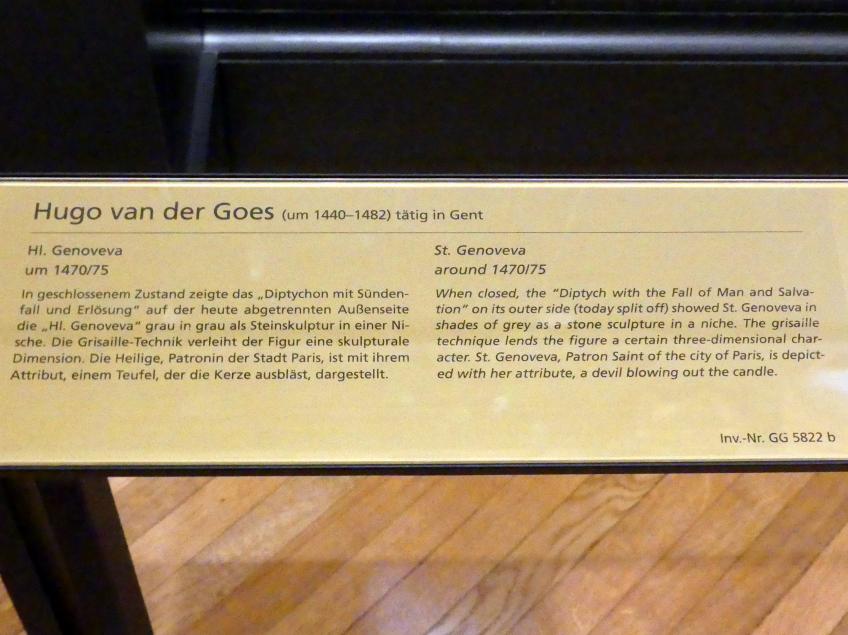 Hugo van der Goes (um 1440–1482) tätig in Gent
Hl. Genoveva
um 1470/75
In geschlossenem Zustand zeigte das „Diptychon mit Sünden-
fall und Erlösung“ auf der heute abgetrennten Außenseite
die „Hl. Genoveva“ grau in grau als Steinskulptur in einer Ni-
sche. Die Grisaille-Technik verleiht der Figur eine skulpturale
Dimension. Die Heilige, Patronin der Stadt Paris, ist mit ihrem
Attribut, einem Teufel, der die Kerze ausbläst, dargestellt.
St. Genoveva
around 1470/75
When closed, the “Diptych with the Fall of Man and Salva-
tion” on its outer side (today split off) showed St. Genoveva in
shades of grey as a stone sculpture in a niche. The grisaille
technique lends the figure a certain three-dimensional char-
acter. St. Genoveva, Patron Saint of the city of Paris, is depict-
ed with her attribute, a devil blowing out the candle.
Inv.-Nr. GG 5822 b